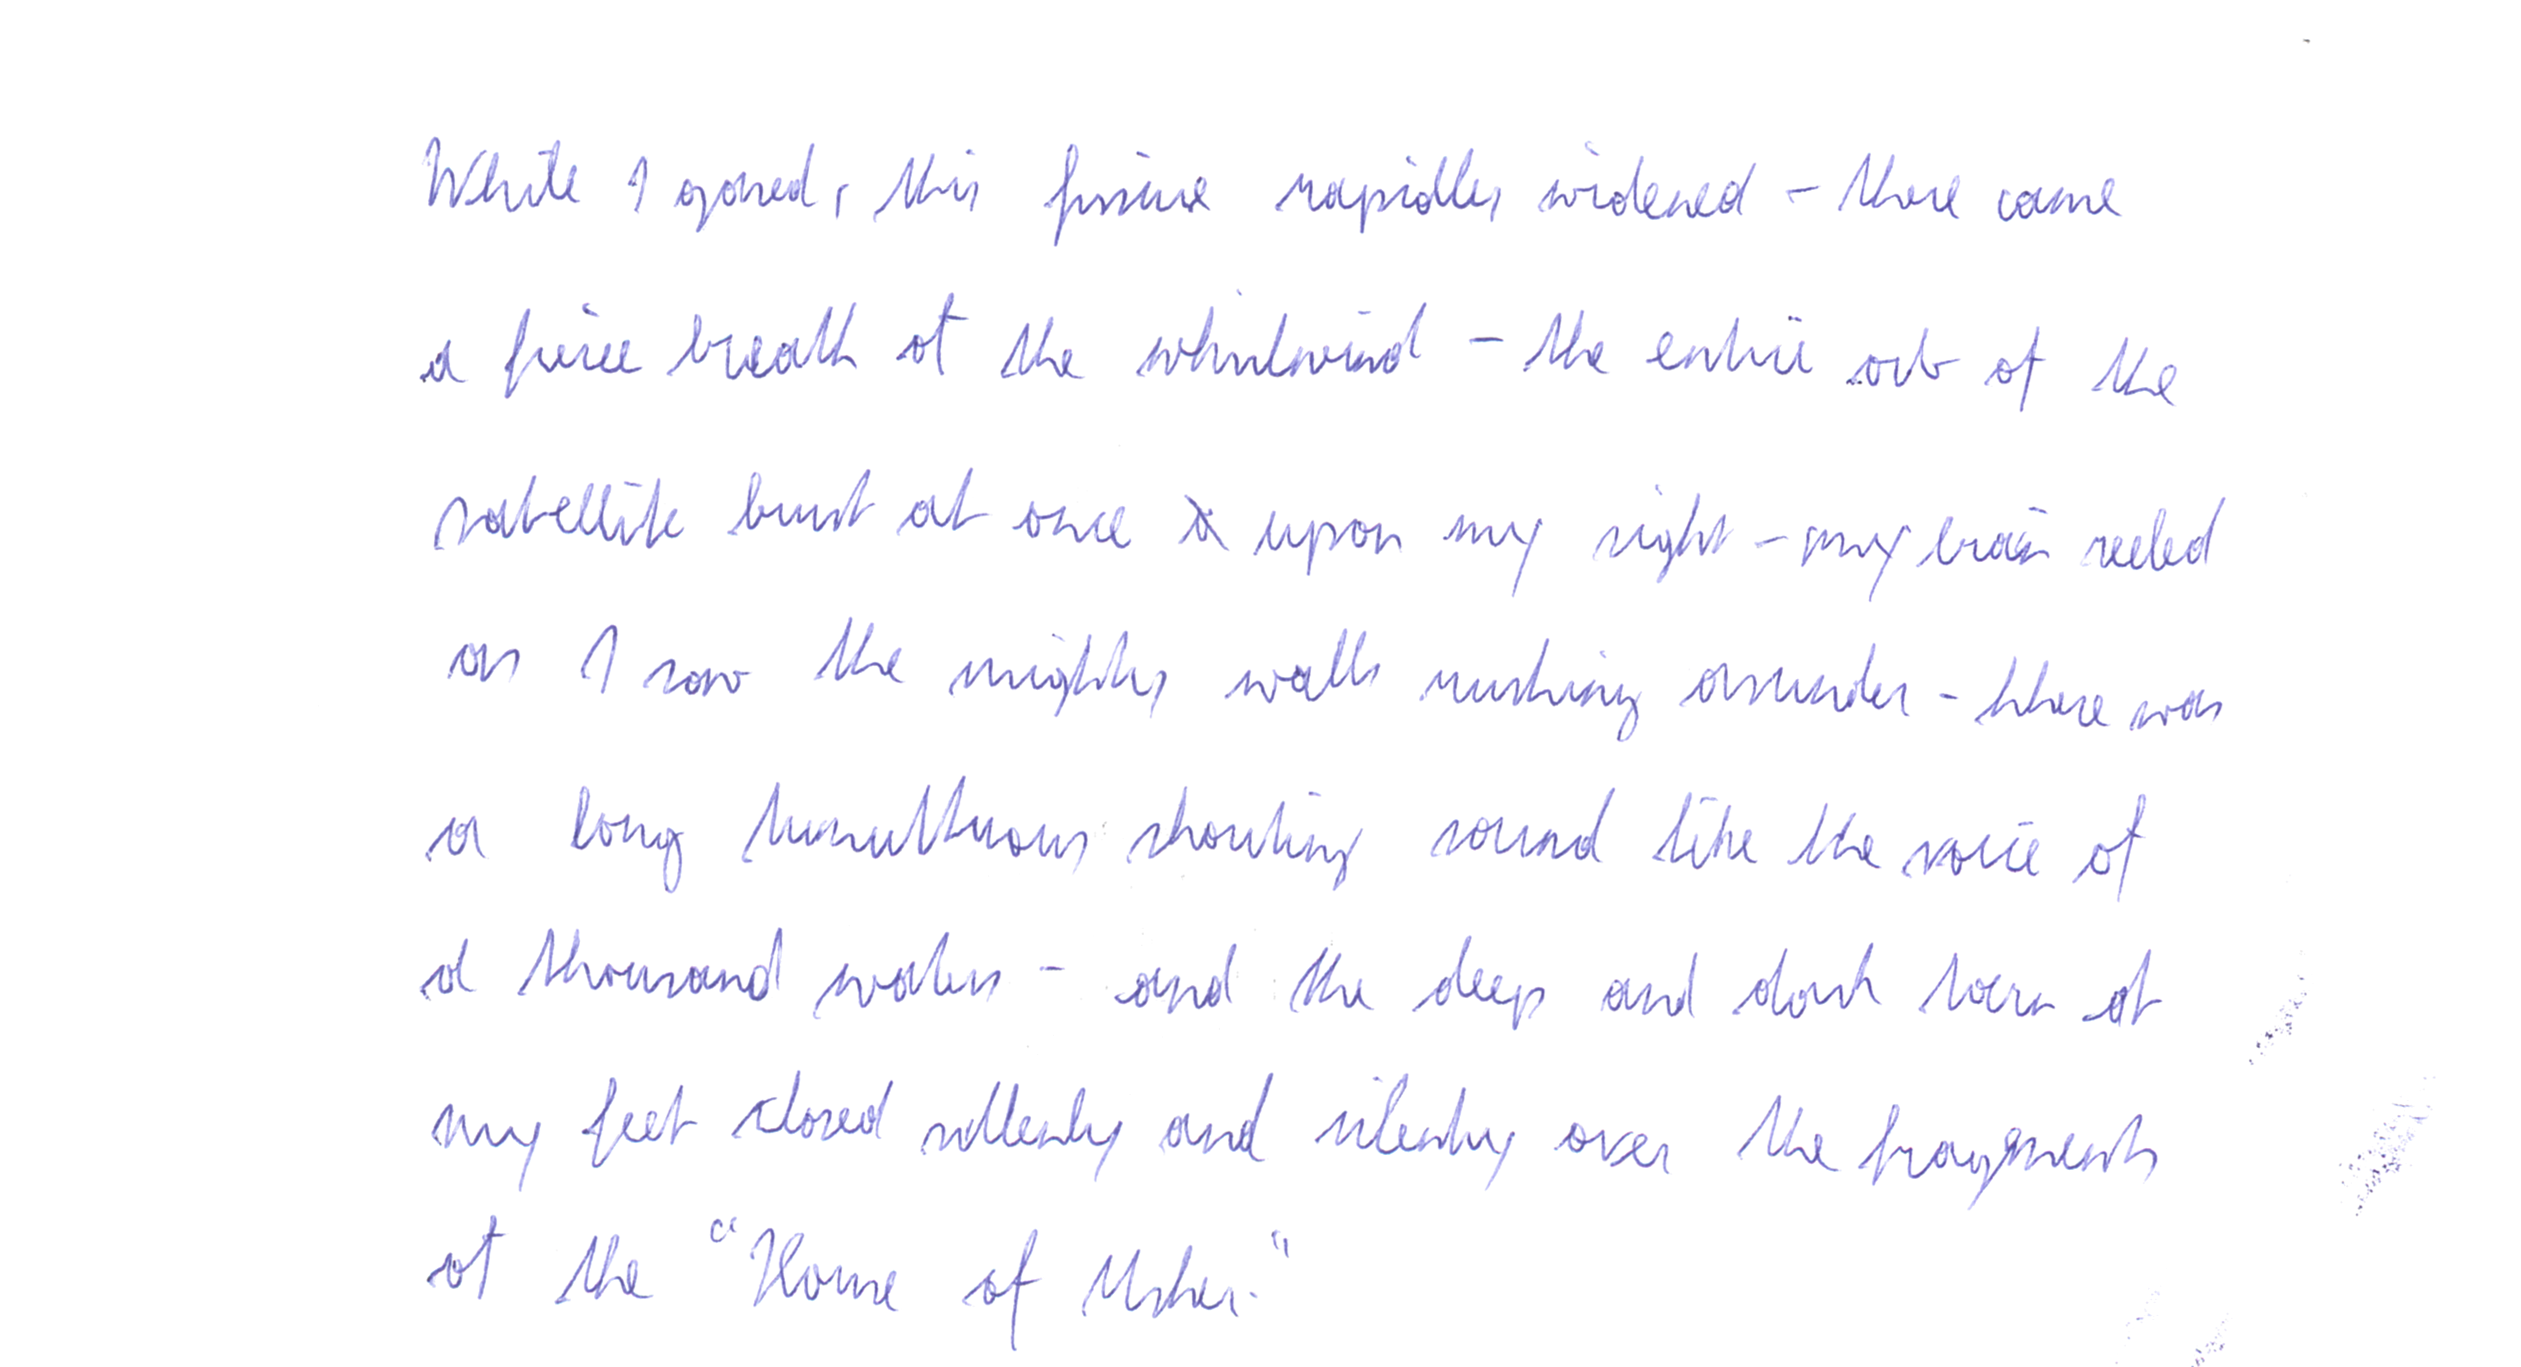 While I gazed, this fissure rapidly widened - there came
a fierce breath of the whirlwind - the entire orb of the
satellite burst at once upon my sight - my brain reeled
as I saw the mighty walls rushing asunder - there was
a long tumultuous shouting sound like the voice of
a thousand waters - and the deep and dark tarn at
my feet closed sullenly and silently over the fragments
of the "House of Usher."